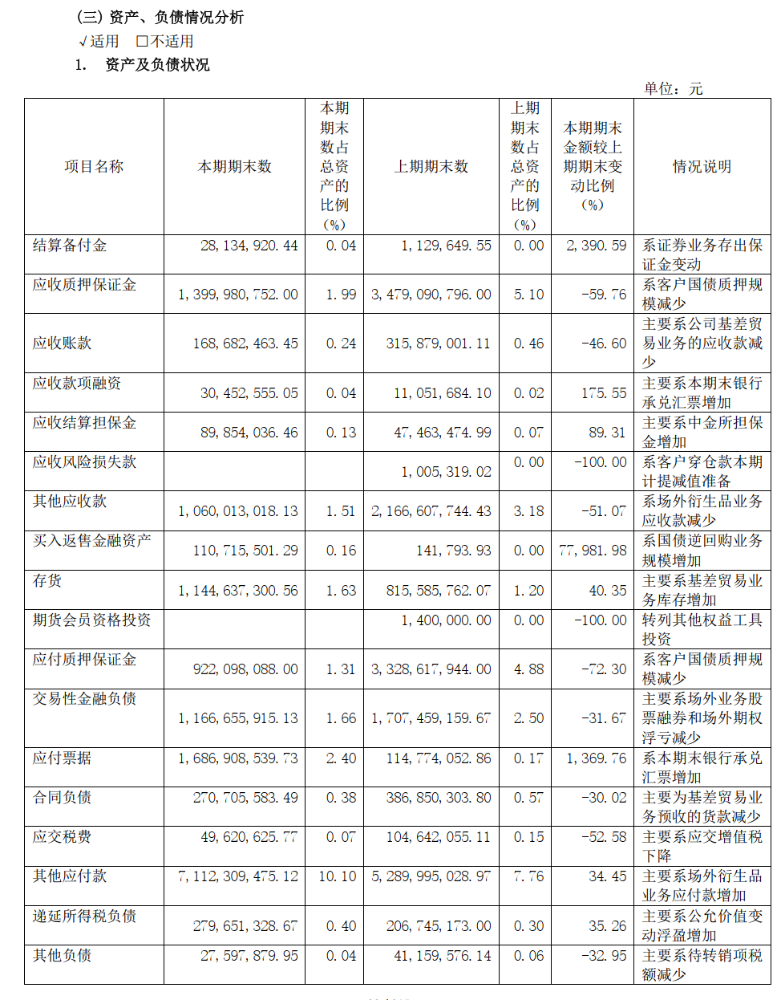 (三) 资产、负债情况分析
√适用 □不适用
1. 资产及负债状况
单位：元
项目名称 本期期末数 本期期末数占总资产的比例（%） 上期期末数 上期期末数占总资产的比例（%） 本期期末金额较上期期末变动比例（%） 情况说明
结算备付金 28,134,920.44 0.04 1,129,649.55 0.00 2,390.59 系证券业务存出保证金变动
应收质押保证金 1,399,980,752.00 1.99 3,479,090,796.00 5.10 -59.76 系客户国债质押规模减少
应收账款 168,682,463.45 0.24 315,879,001.11 0.46 -46.60 主要系公司基差贸易业务的应收款减少
应收款项融资 30,452,555.05 0.04 11,051,684.10 0.02 175.55 主要系本期末银行承兑汇票增加
应收结算担保金 89,854,036.46 0.13 47,463,474.99 0.07 89.31 主要系中金所担保金增加
应收风险损失款 1,005,319.02 0.00 -100.00 系客户穿仓款本期计提减值准备
其他应收款 1,060,013,018.13 1.51 2,166,607,744.43 3.18 -51.07 系场外衍生品业务应收款减少
买入返售金融资产 110,715,501.29 0.16 141,793.93 0.00 77,981.98 系国债逆回购业务规模增加
存货 1,144,637,300.56 1.63 815,585,762.07 1.20 40.35 主要系基差贸易业务库存增加
期货会员资格投资 1,400,000.00 0.00 -100.00 转列其他权益工具投资
应付质押保证金 922,098,088.00 1.31 3,328,617,944.00 4.88 -72.30 系客户国债质押规模减少
交易性金融负债 1,166,655,915.13 1.66 1,707,459,159.67 2.50 -31.67 主要系场外业务股票融券和场外期权浮亏减少
应付票据 1,686,908,539.73 2.40 114,774,052.86 0.17 1,369.76 系本期末银行承兑汇票增加
合同负债 270,705,583.49 0.38 386,850,303.80 0.57 -30.02 主要为基差贸易业务预收的货款减少
应交税费 49,620,625.77 0.07 104,642,055.11 0.15 -52.58 主要系应交增值税下降
其他应付款 7,112,309,475.12 10.10 5,289,995,028.97 7.76 34.45 主要系场外衍生品业务应付款增加
递延所得税负债 279,651,328.67 0.40 206,745,173.00 0.30 35.26 主要系公允价值变动浮盈增加
其他负债 27,597,879.95 0.04 41,159,576.14 0.06 -32.95 主要系待转销项税额减少